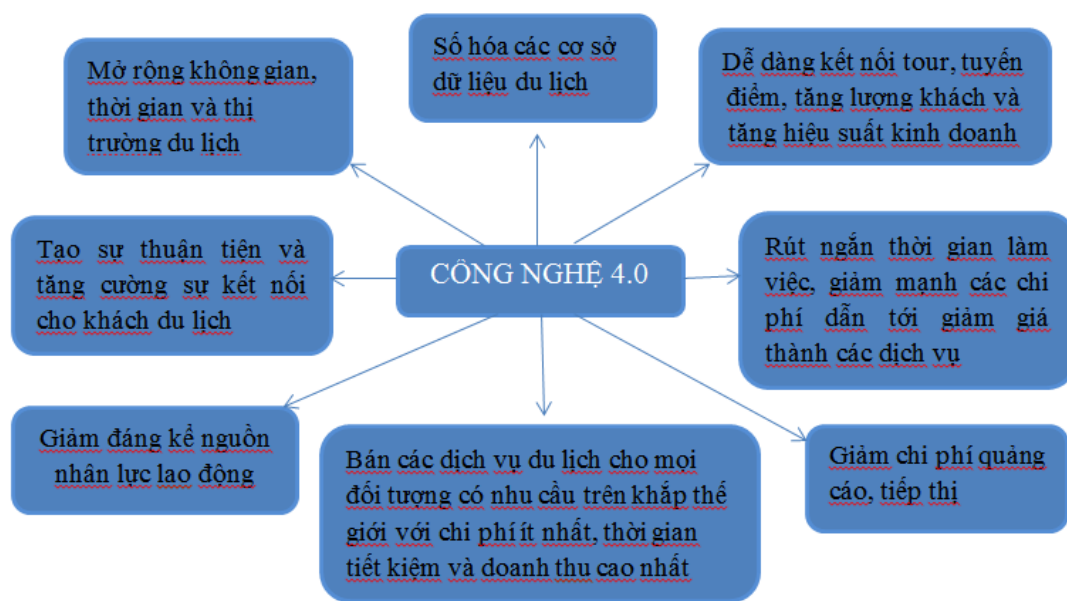 Mở rộng không gian,
thời gian và thị
trường du lịch
Số hóa các cơ sở
dữ liệu du lịch
Dễ dàng kết nối tour, tuyến
điểm, tăng lượng khách và
tăng hiệu suất kinh doanh
Tạo sự thuận tiện và
tăng cường sự kết nối
cho khách du lịch
CÔNG NGHỆ 4.0
Rút ngắn thời gian làm
việc, giảm mạnh các chi
phí dẫn tới giảm giá
thành các dịch vụ
Giảm đáng kể nguồn
nhân lực lao động
Bán các dịch vụ du lịch cho mọi
đối tượng có nhu cầu trên khắp thế
giới với chi phí ít nhất, thời gian
tiết kiệm và doanh thu cao nhất
Giảm chi phí quảng
cáo, tiếp thị